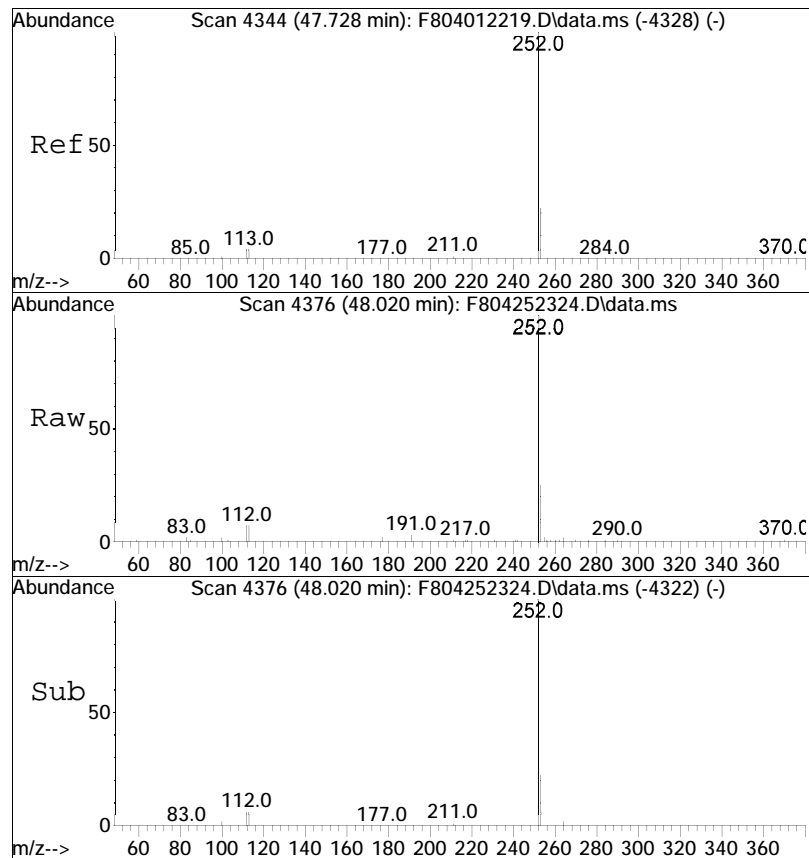 Abundance Scan 4344 (47.728 min): F804012219.D\data.ms (-4328) (-)
252.0
Ref 50
113.0
85.0 177.0 211.0 284.0 370.0
0
m/z--> 60 80 100 120 140 160 180 200 220 240 260 280 300 320 340 360
Abundance Scan 4376 (48.020 min): F804252324.D\data.ms
252.0
Raw 50
112.0
83.0 191.0 217.0 290.0 370.0
0
m/z--> 60 80 100 120 140 160 180 200 220 240 260 280 300 320 340 360
Abundance Scan 4376 (48.020 min): F804252324.D\data.ms (-4322) (-)
252.0
Sub 50
112.0
83.0 177.0 211.0
0
m/z--> 60 80 100 120 140 160 180 200 220 240 260 280 300 320 340 360